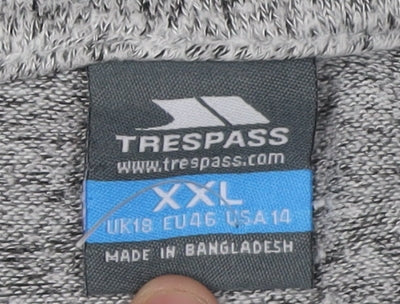 TRESPASS
www.trespass.com
XXL
UK18 EU46 USA14
MADE IN BANGLADESH